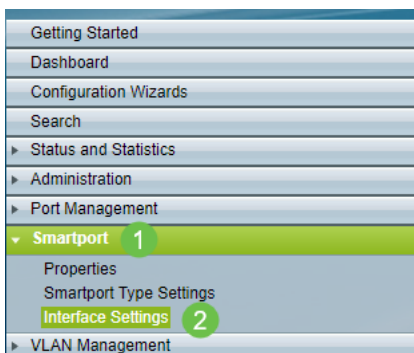 Getting Started
Dashboard
Configuration Wizards
Search
Status and Statistics
Administration
Port Management
Smartport 1
Properties
Smartport Type Settings
Interface Settings 2
VLAN Management